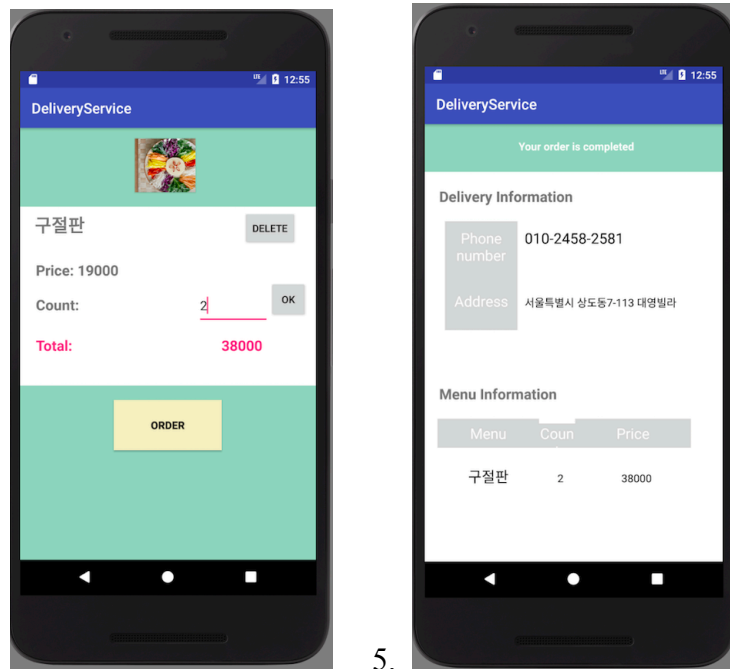 LTE 12:55
DeliveryService
구절판
DELETE
Price: 19000
Count: 2 OK
Total: 38000
ORDER
5.
LTE 12:55
DeliveryService
Your order is completed
Delivery Information
Phone number 010-2458-2581
Address 서울특별시 상도동7-113 대영빌라
Menu Information
Menu Coun Price
구절판 2 38000